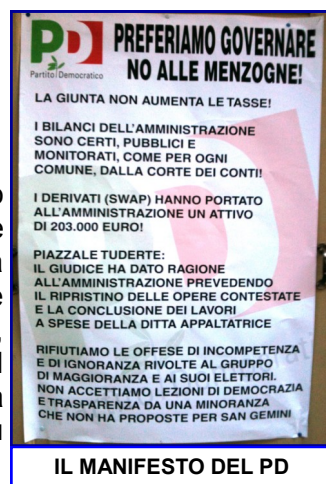 PD
Partito Democratico
PREFERIAMO GOVERNARE
NO ALLE MENZOGNE!
LA GIUNTA NON AUMENTA LE TASSE!
I BILANCI DELL'AMMINISTRAZIONE
SONO CERTI, PUBBLICI E
MONITORATI, COME PER OGNI
COMUNE, DALLA CORTE DEI CONTI!
I DERIVATI (SWAP) HANNO PORTATO
ALL'AMMINISTRAZIONE UN ATTIVO
DI 203.000 EURO!
PIAZZALE TUDERTE:
IL GIUDICE HA DATO RAGIONE
ALL'AMMINISTRAZIONE PREVEDENDO
IL RIPRISTINO DELLE OPERE CONTESTATE
E LA CONCLUSIONE DEI LAVORI
A SPESE DELLA DITTA APPALTATRICE
RIFIUTIAMO LE OFFESE DI INCOMPETENZA
E DI IGNORANZA RIVOLTE AL GRUPPO
DI MAGGIORANZA E AI SUOI ELETTORI.
NON ACCETTIAMO LEZIONI DI DEMOCRAZIA
E TRASPARENZA DA UNA MINORANZA
CHE NON HA PROPOSTE PER SAN GEMINI
IL MANIFESTO DEL PD